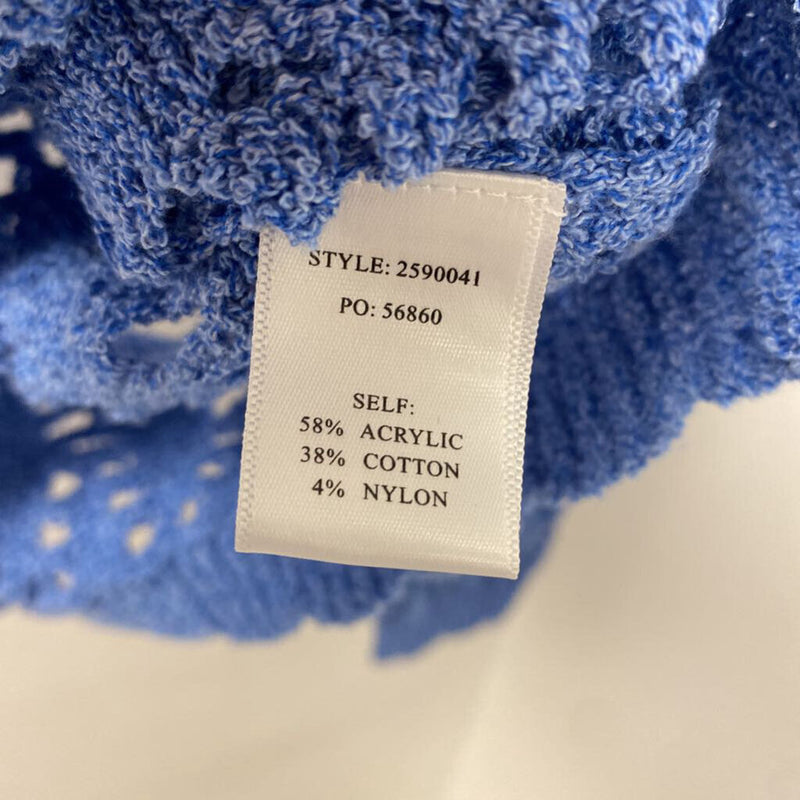 STYLE: 2590041
PO: 56860
SELF:
58% ACRYLIC
38% COTTON
4% NYLON